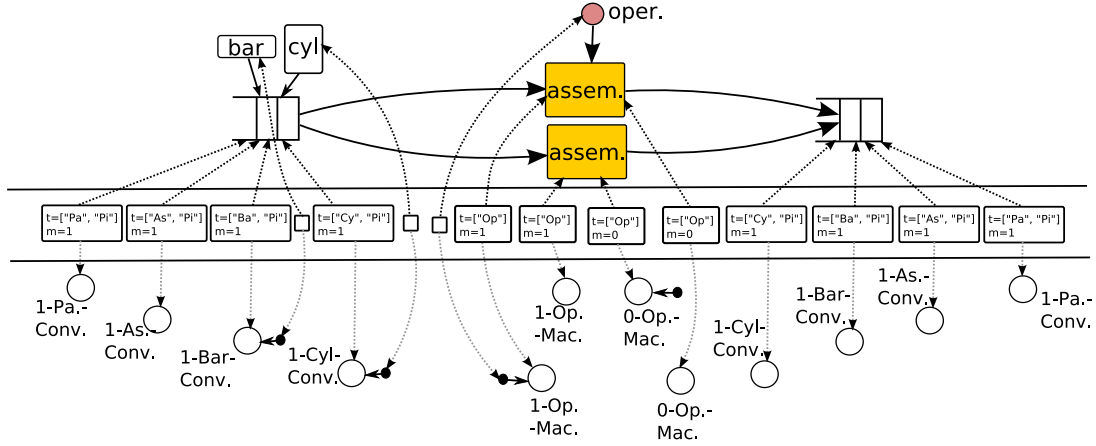 oper.
bar
cyl
assem.
assem.
t=["Pa", "Pi"]
m=1
t=["As", "Pi"]
m=1
t=["Ba", "Pi"]
m=1
t=["Cy", "Pi"]
m=1
t=["Op"]
m=1
t=["Op"]
m=1
t=["Op"]
m=0
t=["Op"]
m=0
t=["Cy", "Pi"]
m=1
t=["Ba", "Pi"]
m=1
t=["As", "Pi"]
m=1
t=["Pa", "Pi"]
m=1
1-Pa.-
Conv.
1-As.-
Conv.
1-Bar-
Conv.
1-Cyl-
Conv.
1-Op.
-Mac.
1-Op.
-Mac.
0-Op.-
Mac.
0-Op.-
Mac.
1-Cyl-
Conv.
1-Bar-
Conv.
1-As.-
Conv.
1-Pa.-
Conv.